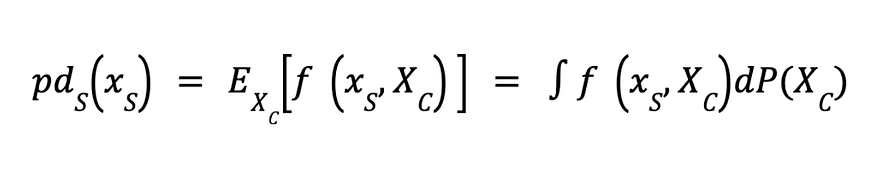 pd_S(x_S) = E_{X_C}[f (x_S, X_C)] = ∫ f (x_S, X_C)dP(X_C)